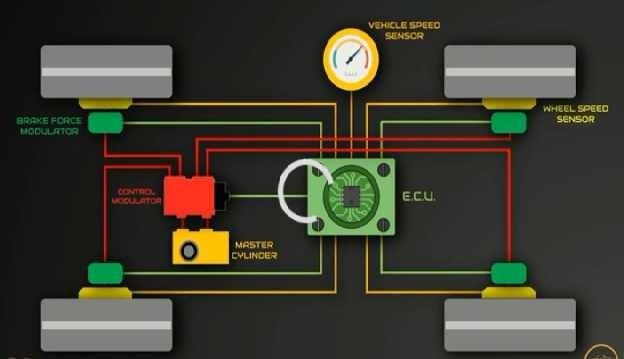 VEHICLE SPEED
SENSOR
BRAKE FORCE
MODULATOR
WHEEL SPEED
SENSOR
CONTROL
MODULATOR
E.C.U.
MASTER
CYLINDER